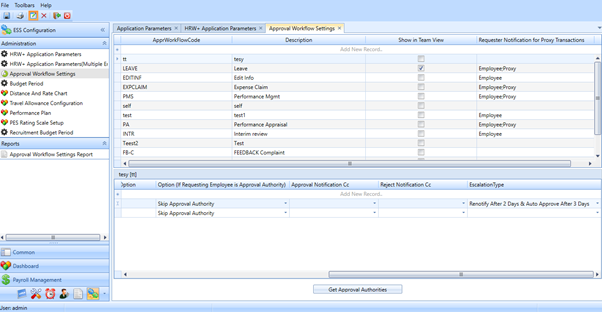 File Toolbars Help
ESS Configuration
Administration
HRW+ Application Parameters
HRW+ Application Parameters(Multiple E
Approval Workflow Settings
Budget Period
Distance And Rate Chart
Travel Allowance Configuration
Performance Plan
PES Rating Scale Setup
Recruitment Budget Period
Reports
Approval Workflow Settings Report
Common
Dashboard
Payroll Management
Application Parameters HRW+ Application Parameters Approval Workflow Settings
ApprWorkFlowCode Description Show in Team View Requester Notification for Proxy Transactions
Add New Record..
tt tesy
LEAVE Leave Employee;Proxy
EDITINF Edit Info Employee
EXPCLAIM Expense Claim Employee;Proxy
PMS Performance Mgmt Employee;Proxy
self self
test test1 Employee
PA Performance Appraisal Employee;Proxy
INTR Interim review Employee
Teest2 Test
FB-C FEEDBACK Complaint
tesy [tt]
Option Option (If Requesting Employee is Approval Authority) Approval Notification Cc Reject Notification Cc EscalationType
Add New Record..
Skip Approval Authority Renotify After 2 Days & Auto Approve After 3 Days
Skip Approval Authority
Get Approval Authorities
User: admin